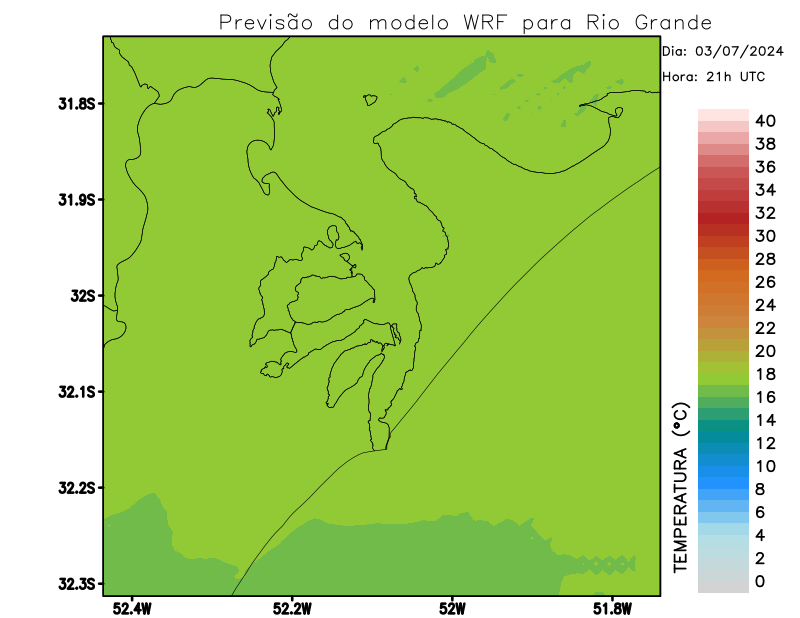 Previsão do modelo WRF para Rio Grande
Dia: 03/07/2024
Hora: 21h UTC
31.8S
31.9S
32S
32.1S
32.2S
32.3S
52.4W
52.2W
52W
51.8W
TEMPERATURA (°C)
40
38
36
34
32
30
28
26
24
22
20
18
16
14
12
10
8
6
4
2
0